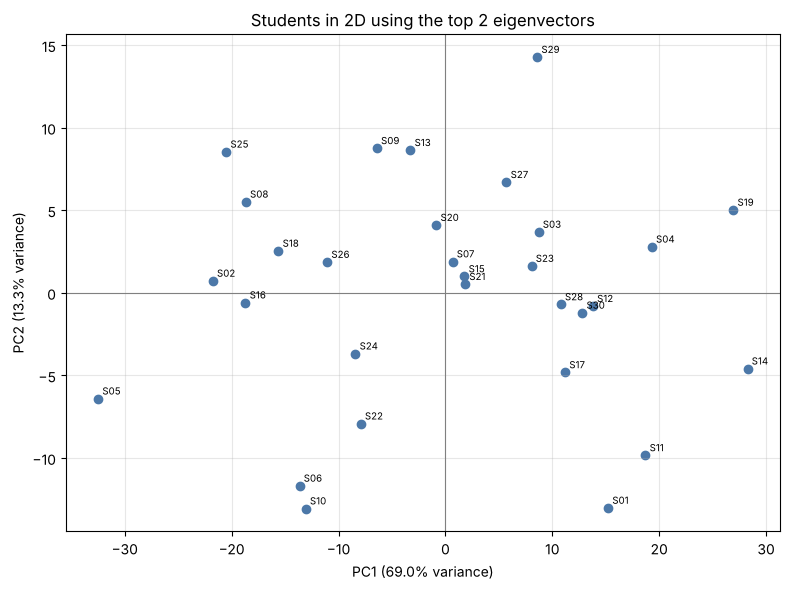 Students in 2D using the top 2 eigenvectors
15
S29
10
S09
S13
S25
S27
S08
5
S19
S20
S03
S04
S18
S26
S07
S23
S15
S21
S02
0
S16
S28
S12
S30
S24
S17
S14
−5
S05
S22
S11
−10
S06
S10
S01
−30
−20
−10
0
10
20
30
PC2 (13.3% variance)
PC1 (69.0% variance)